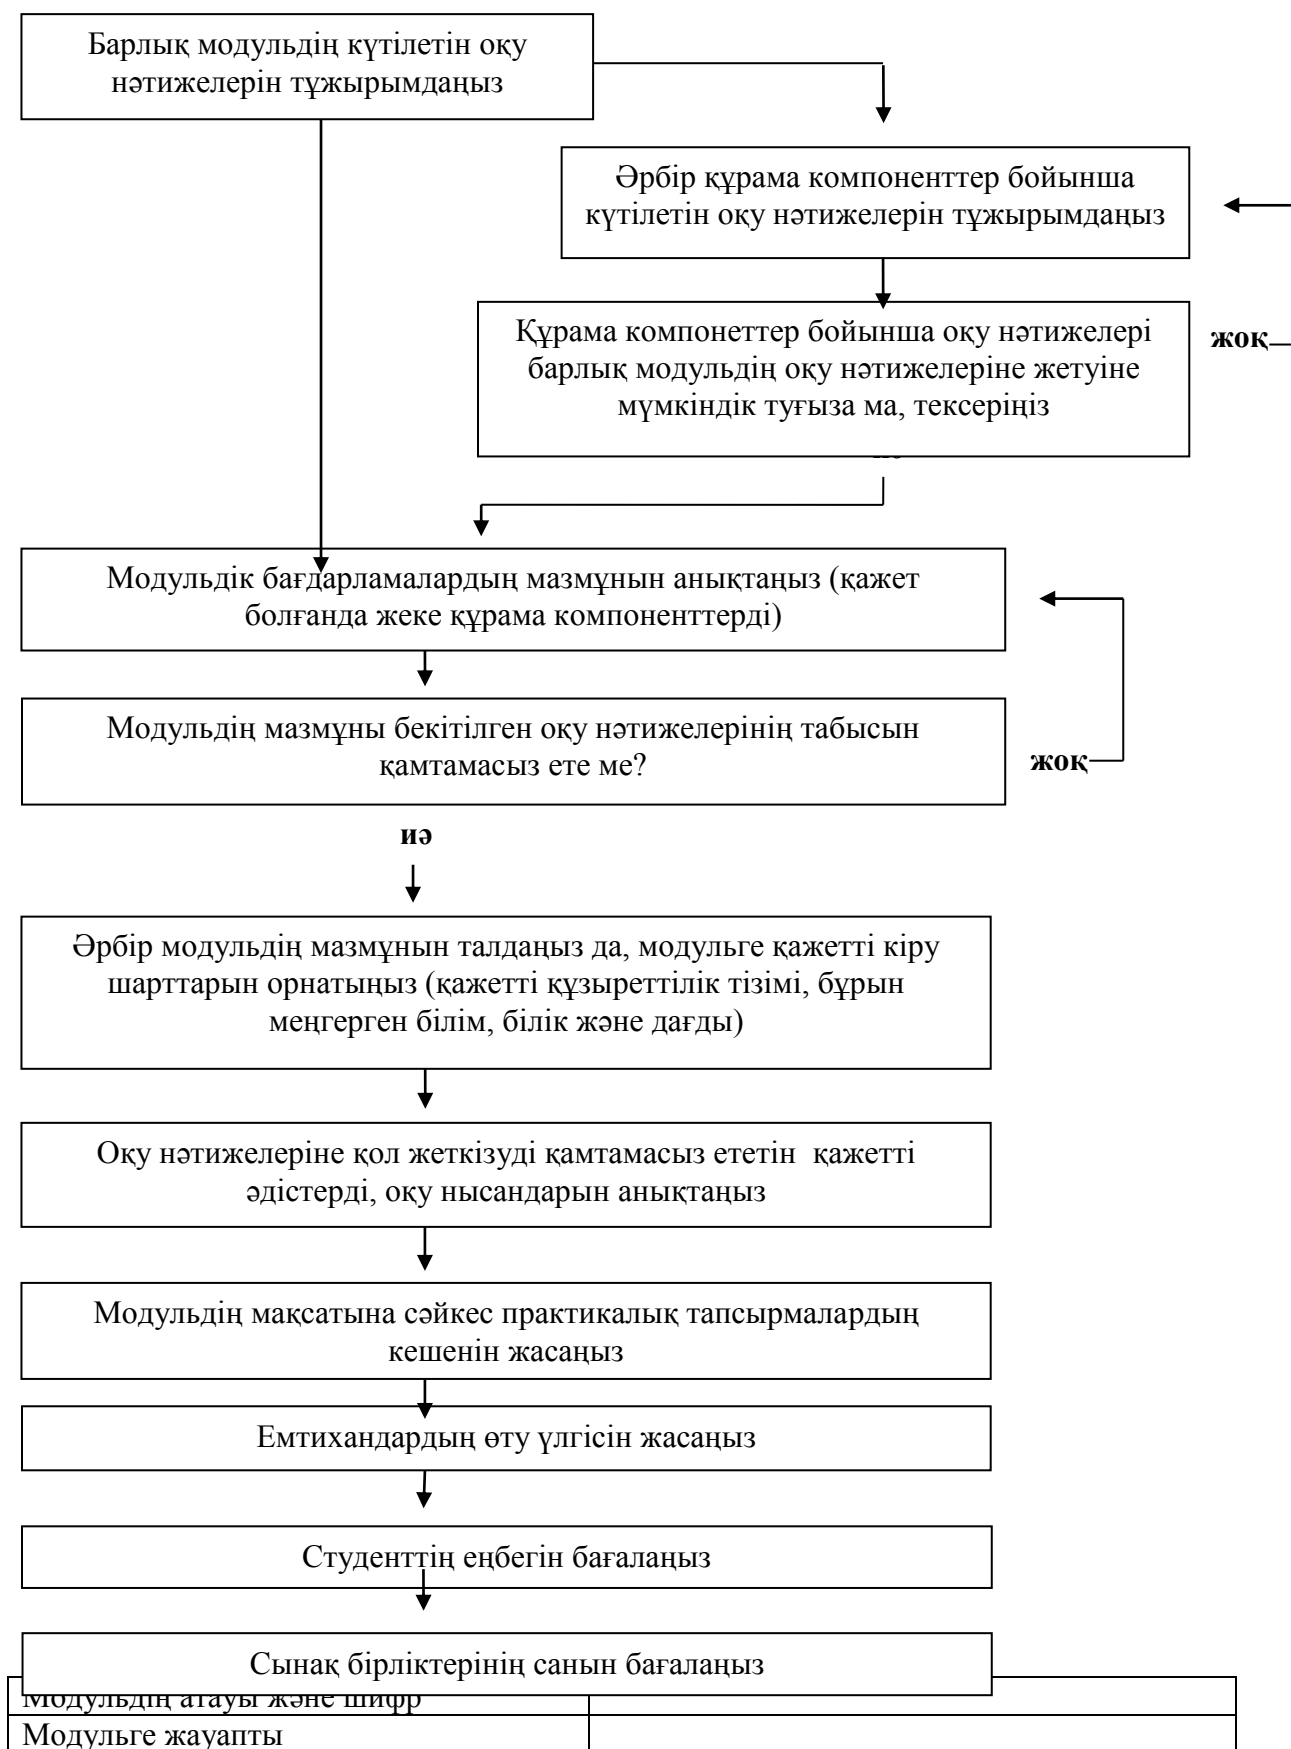 Барлық модульдің күтілетін оқу
нәтижелерін тұжырымдаңыз
Әрбір құрама компоненттер бойынша
күтілетін оқу нәтижелерін тұжырымдаңыз
Құрама компонеттер бойынша оқу нәтижелері
барлық модульдің оқу нәтижелеріне жетуіне
мүмкіндік туғыза ма, тексеріңіз
жоқ
Модульдік бағдарламалардың мазмұнын анықтаңыз (қажет
болғанда жеке құрама компоненттерді)
Модульдің мазмұны бекітілген оқу нәтижелерінің табысын
қамтамасыз ете ме?
жоқ
иә
Әрбір модульдің мазмұнын талдаңыз да, модульге қажетті кіру
шарттарын орнатыңыз (қажетті құзыреттілік тізімі, бұрын
меңгерген білім, білік және дағды)
Оқу нәтижелеріне қол жеткізуді қамтамасыз ететін қажетті
әдістерді, оқу нысандарын анықтаңыз
Модульдің мақсатына сәйкес практикалық тапсырмалардың
кешенін жасаңыз
Емтихандардың өту үлгісін жасаңыз
Студенттің еңбегін бағалаңыз
Сынақ бірліктерінің санын бағалаңыз
Модульдің атауы және шифр
Модульге жауапты